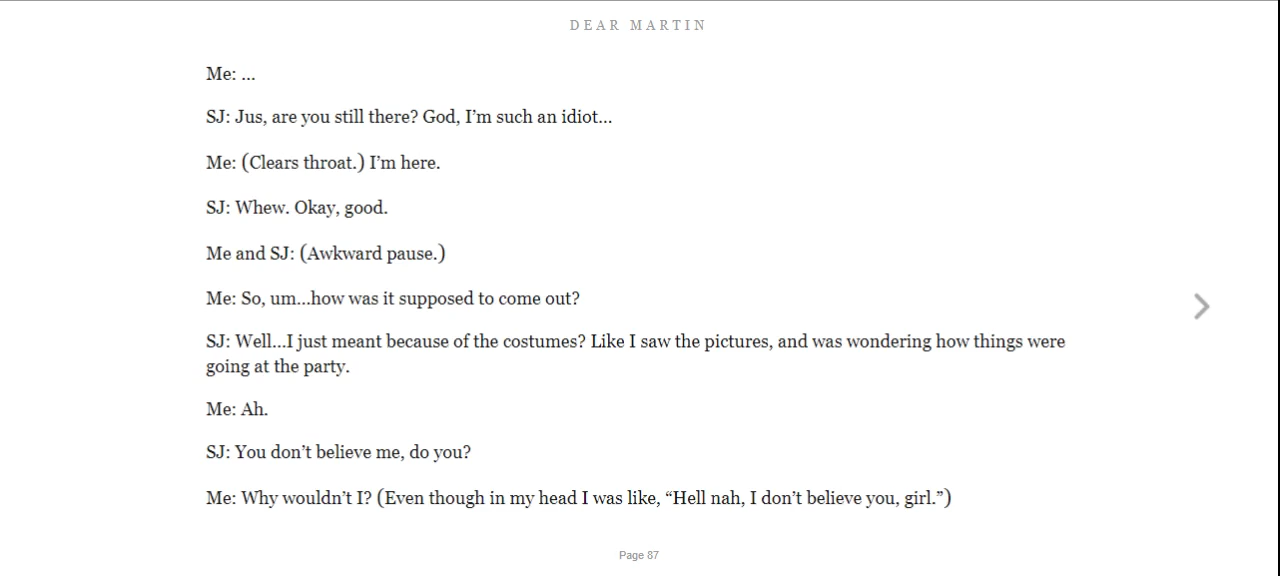 DEAR MARTIN
Me: ...
SJ: Jus, are you still there? God, I’m such an idiot...
Me: (Clears throat.) I’m here.
SJ: Whew. Okay, good.
Me and SJ: (Awkward pause.)
Me: So, um...how was it supposed to come out?
SJ: Well...I just meant because of the costumes? Like I saw the pictures, and was wondering how things were
going at the party.
Me: Ah.
SJ: You don’t believe me, do you?
Me: Why wouldn’t I? (Even though in my head I was like, “Hell nah, I don’t believe you, girl.”)
Page 87